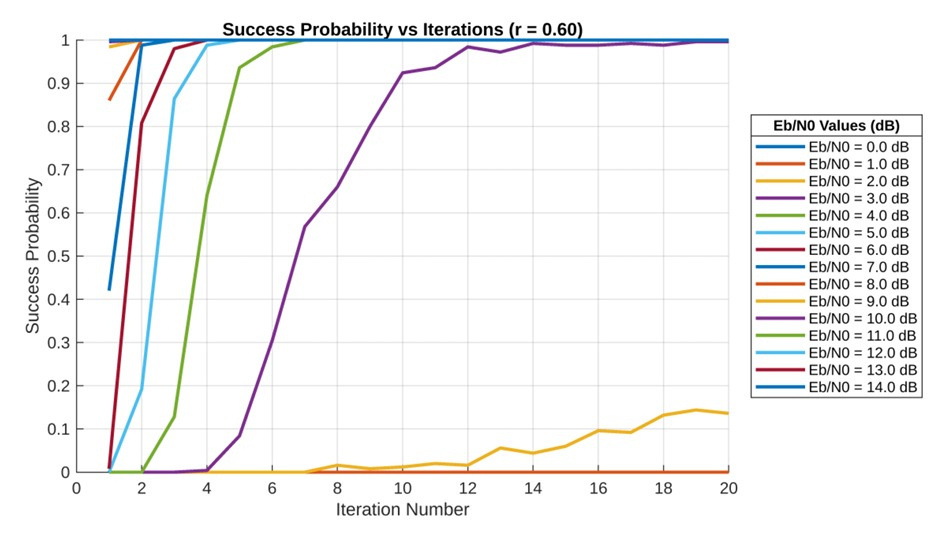 Success Probability vs Iterations (r = 0.60)
1
0.9
0.8
0.7
0.6
0.5
0.4
0.3
0.2
0.1
0
Success Probability
0 2 4 6 8 10 12 14 16 18 20
Iteration Number
Eb/N0 Values (dB)
Eb/N0 = 0.0 dB
Eb/N0 = 1.0 dB
Eb/N0 = 2.0 dB
Eb/N0 = 3.0 dB
Eb/N0 = 4.0 dB
Eb/N0 = 5.0 dB
Eb/N0 = 6.0 dB
Eb/N0 = 7.0 dB
Eb/N0 = 8.0 dB
Eb/N0 = 9.0 dB
Eb/N0 = 10.0 dB
Eb/N0 = 11.0 dB
Eb/N0 = 12.0 dB
Eb/N0 = 13.0 dB
Eb/N0 = 14.0 dB